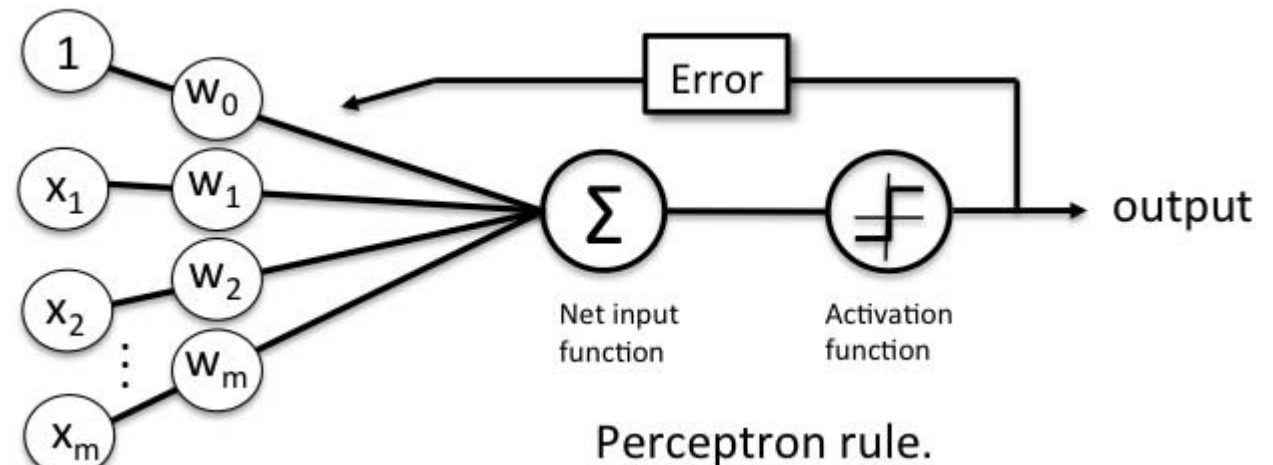 1
w₀
Error
x₁
w₁
Σ
output
x₂
w₂
⋮
xₘ
wₘ
Net input
function
Activation
function
Perceptron rule.